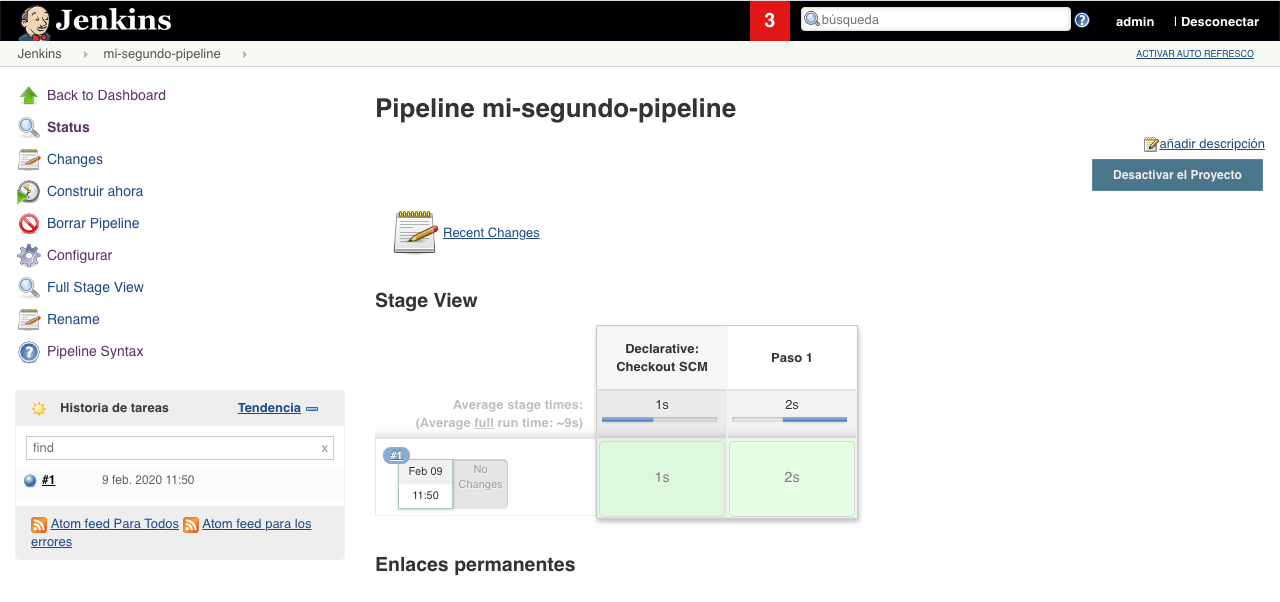 Jenkins
3
búsqueda
?
admin
| Desconectar
Jenkins
mi-segundo-pipeline
ACTIVAR AUTO REFRESCO
Back to Dashboard
Status
Changes
Construir ahora
Borrar Pipeline
Configurar
Full Stage View
Rename
?
Pipeline Syntax
Historia de tareas
Tendencia
find
x
#1
9 feb. 2020 11:50
Atom feed Para Todos
Atom feed para los
errores
Pipeline mi-segundo-pipeline
añadir descripción
Desactivar el Proyecto
Recent Changes
Stage View
Declarative:
Checkout SCM
Paso 1
Average stage times:
(Average full run time: ~9s)
1s
2s
#1
Feb 09
11:50
No
Changes
1s
2s
Enlaces permanentes